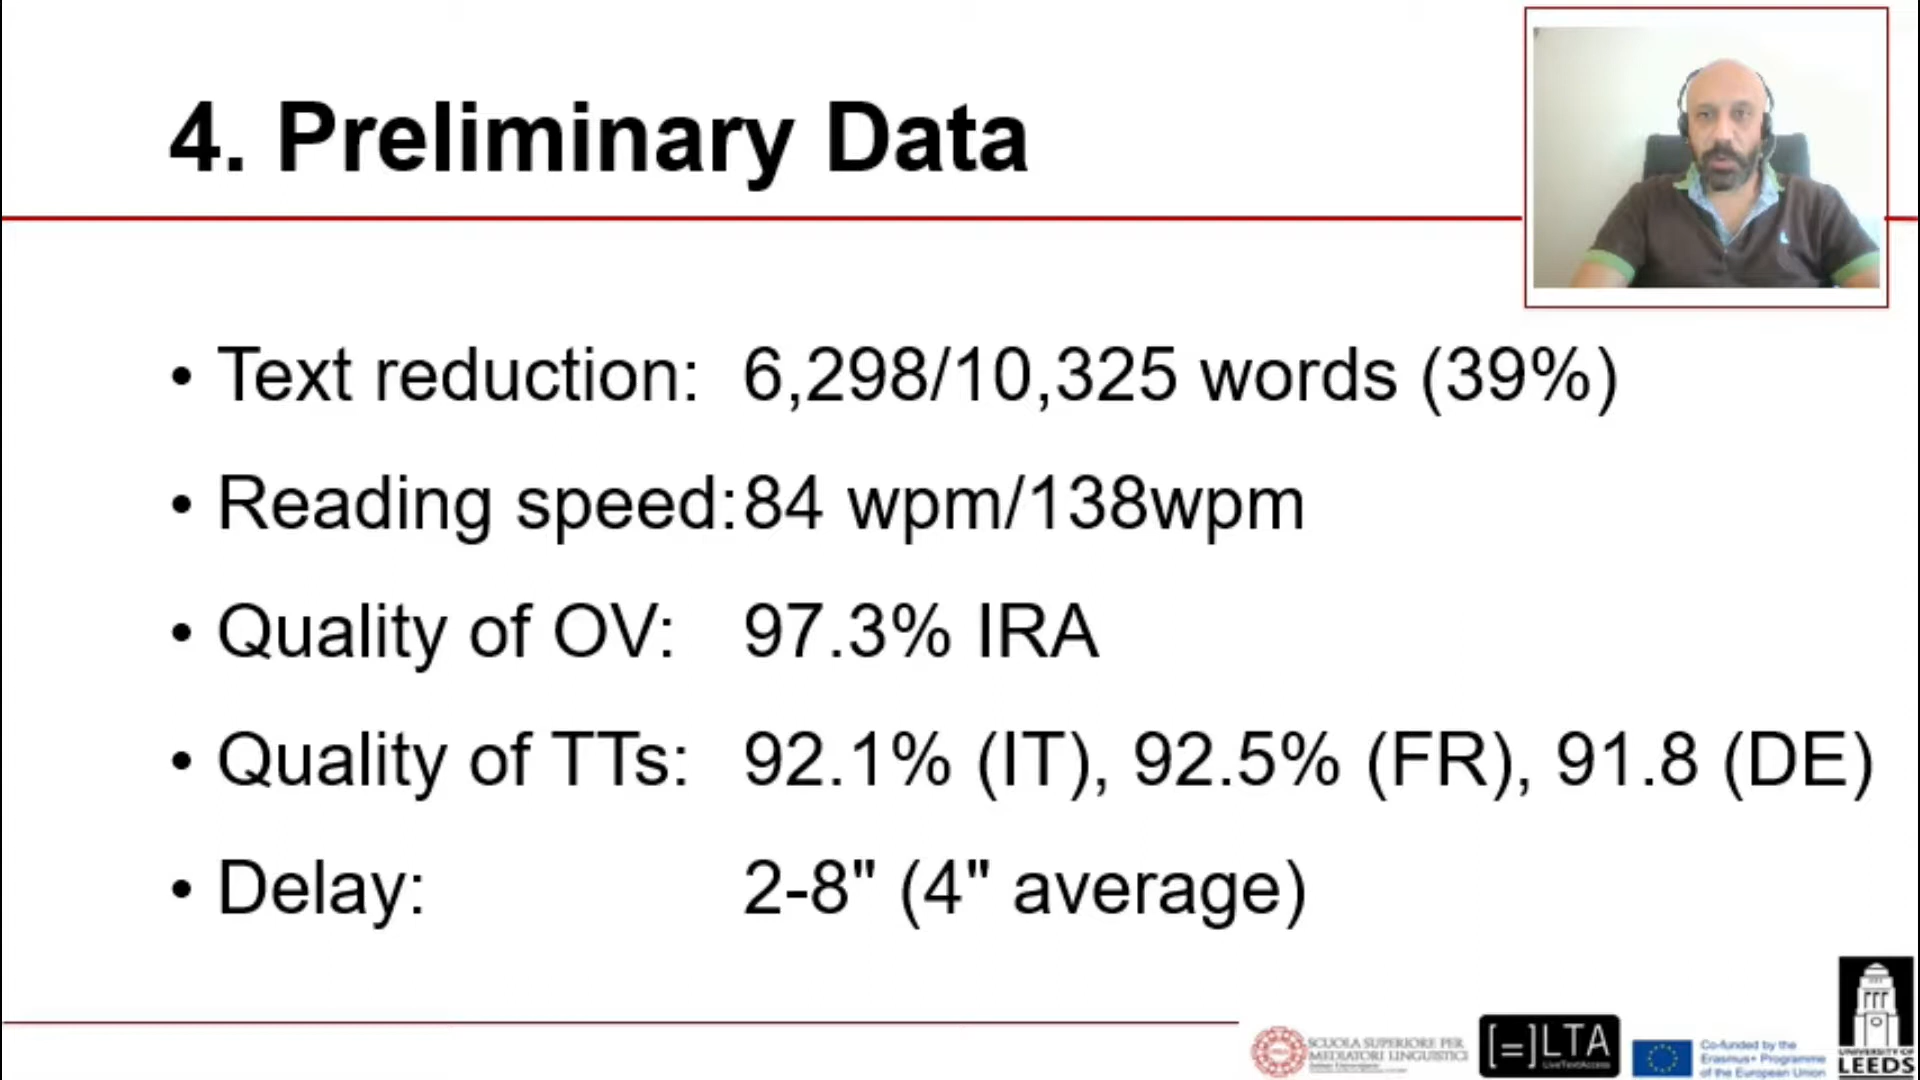 4. Preliminary Data
• Text reduction: 6,298/10,325 words (39%)
• Reading speed: 84 wpm/138wpm
• Quality of OV: 97.3% IRA
• Quality of TTs: 92.1% (IT), 92.5% (FR), 91.8 (DE)
• Delay: 2-8" (4" average)
SCUOLA SUPERIORE PER
MEDIATORI LINGUISTICI
[=]LTA
LiveTextAccess
Co-funded by the
Erasmus+ Programme
of the European Union
UNIVERSITY OF
LEEDS